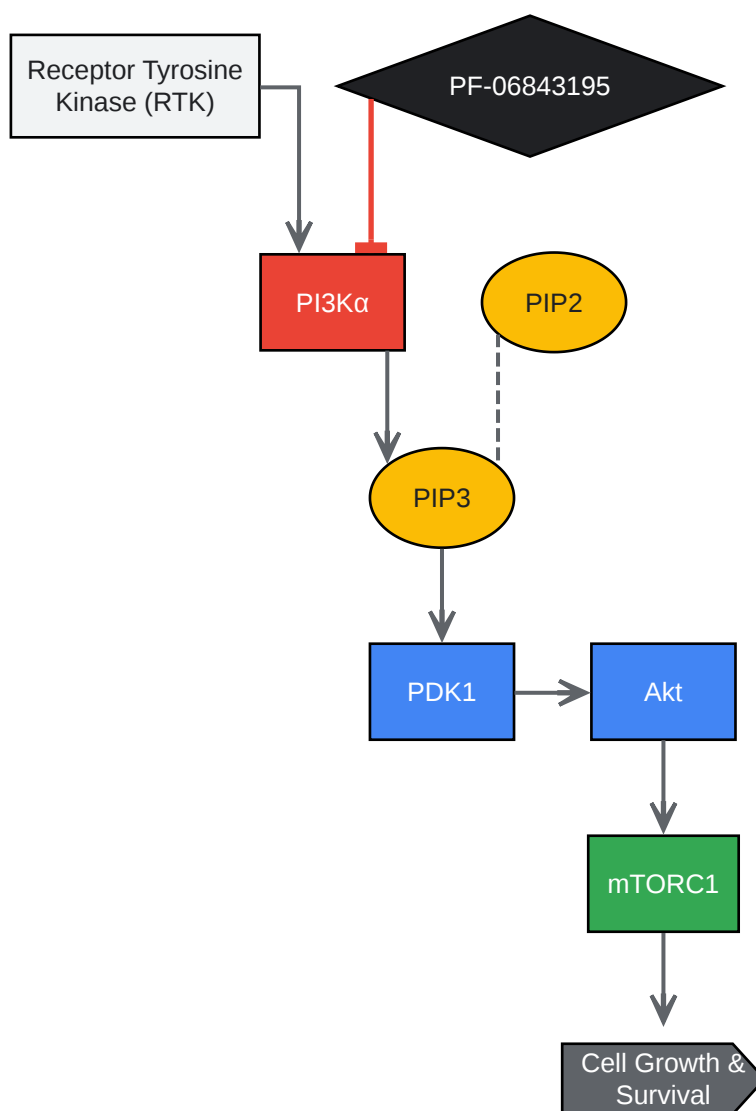 Receptor Tyrosine
Kinase (RTK)
PF-06843195
PI3Kα
PIP2
PIP3
PDK1
Akt
mTORC1
Cell Growth &
Survival